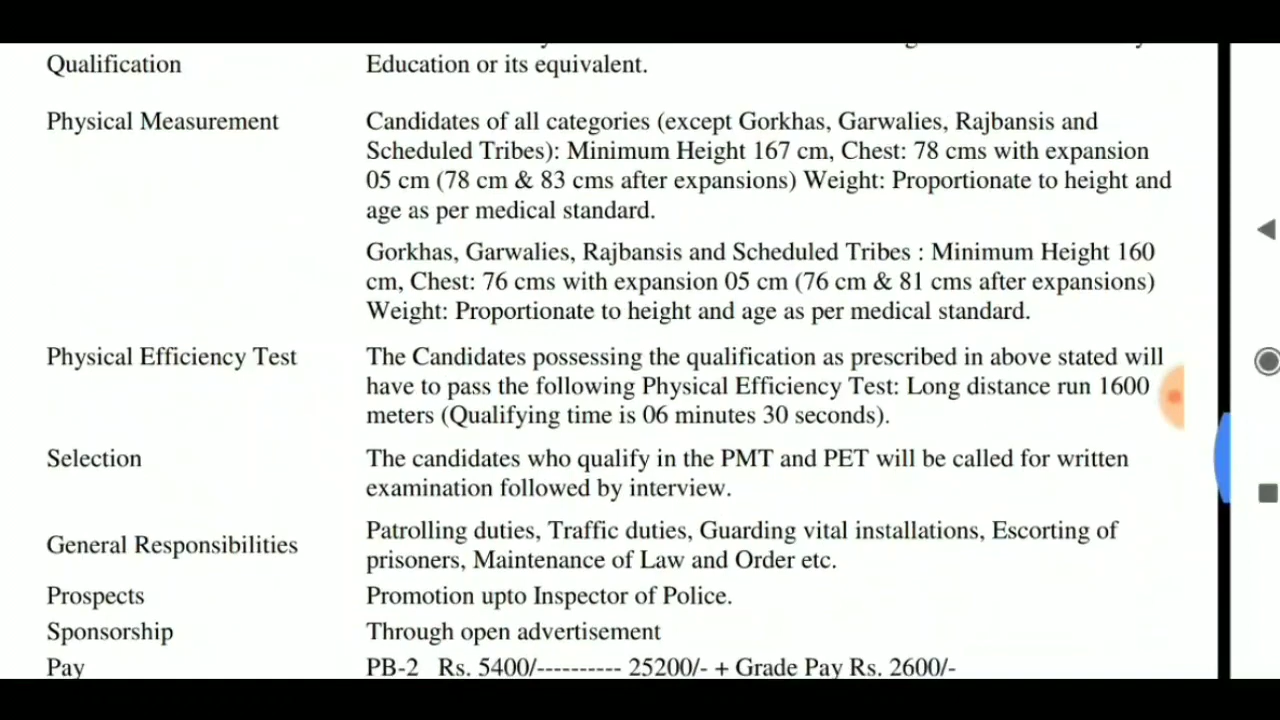 Qualification Education or its equivalent.
Physical Measurement Candidates of all categories (except Gorkhas, Garwalies, Rajbansis and
Scheduled Tribes): Minimum Height 167 cm, Chest: 78 cms with expansion
05 cm (78 cm & 83 cms after expansions) Weight: Proportionate to height and
age as per medical standard.
Gorkhas, Garwalies, Rajbansis and Scheduled Tribes : Minimum Height 160
cm, Chest: 76 cms with expansion 05 cm (76 cm & 81 cms after expansions)
Weight: Proportionate to height and age as per medical standard.
Physical Efficiency Test The Candidates possessing the qualification as prescribed in above stated will
have to pass the following Physical Efficiency Test: Long distance run 1600
meters (Qualifying time is 06 minutes 30 seconds).
Selection The candidates who qualify in the PMT and PET will be called for written
examination followed by interview.
General Responsibilities Patrolling duties, Traffic duties, Guarding vital installations, Escorting of
prisoners, Maintenance of Law and Order etc.
Prospects Promotion upto Inspector of Police.
Sponsorship Through open advertisement
Pay PB-2 Rs. 5400/---------- 25200/- + Grade Pay Rs. 2600/-